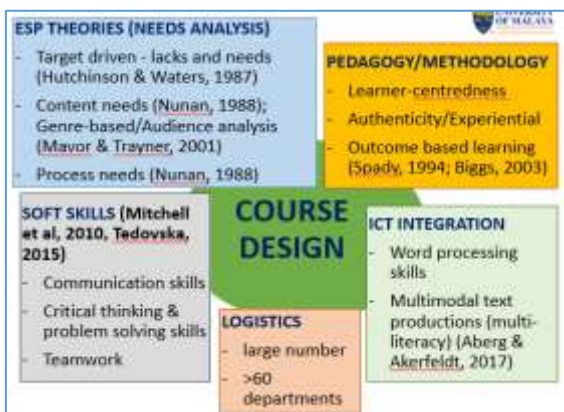 UNIVERSITY
OF MALAYA
ESP THEORIES (NEEDS ANALYSIS)
- Target driven - lacks and needs
(Hutchinson & Waters, 1987)
- Content needs (Nunan, 1988);
Genre-based/Audience analysis
(Mavor & Trayner, 2001)
- Process needs (Nunan, 1988)
PEDAGOGY/METHODOLOGY
- Learner-centredness
- Authenticity/Experiential
- Outcome based learning
(Spady, 1994; Biggs, 2003)
COURSE
DESIGN
SOFT SKILLS (Mitchell
et al, 2010, Tedovska,
2015)
- Communication skills
- Critical thinking &
problem solving skills
- Teamwork
LOGISTICS
- large number
- >60
departments
ICT INTEGRATION
- Word processing
skills
- Multimodal text
productions (multi-
literacy) (Aberg &
Akerfeldt, 2017)